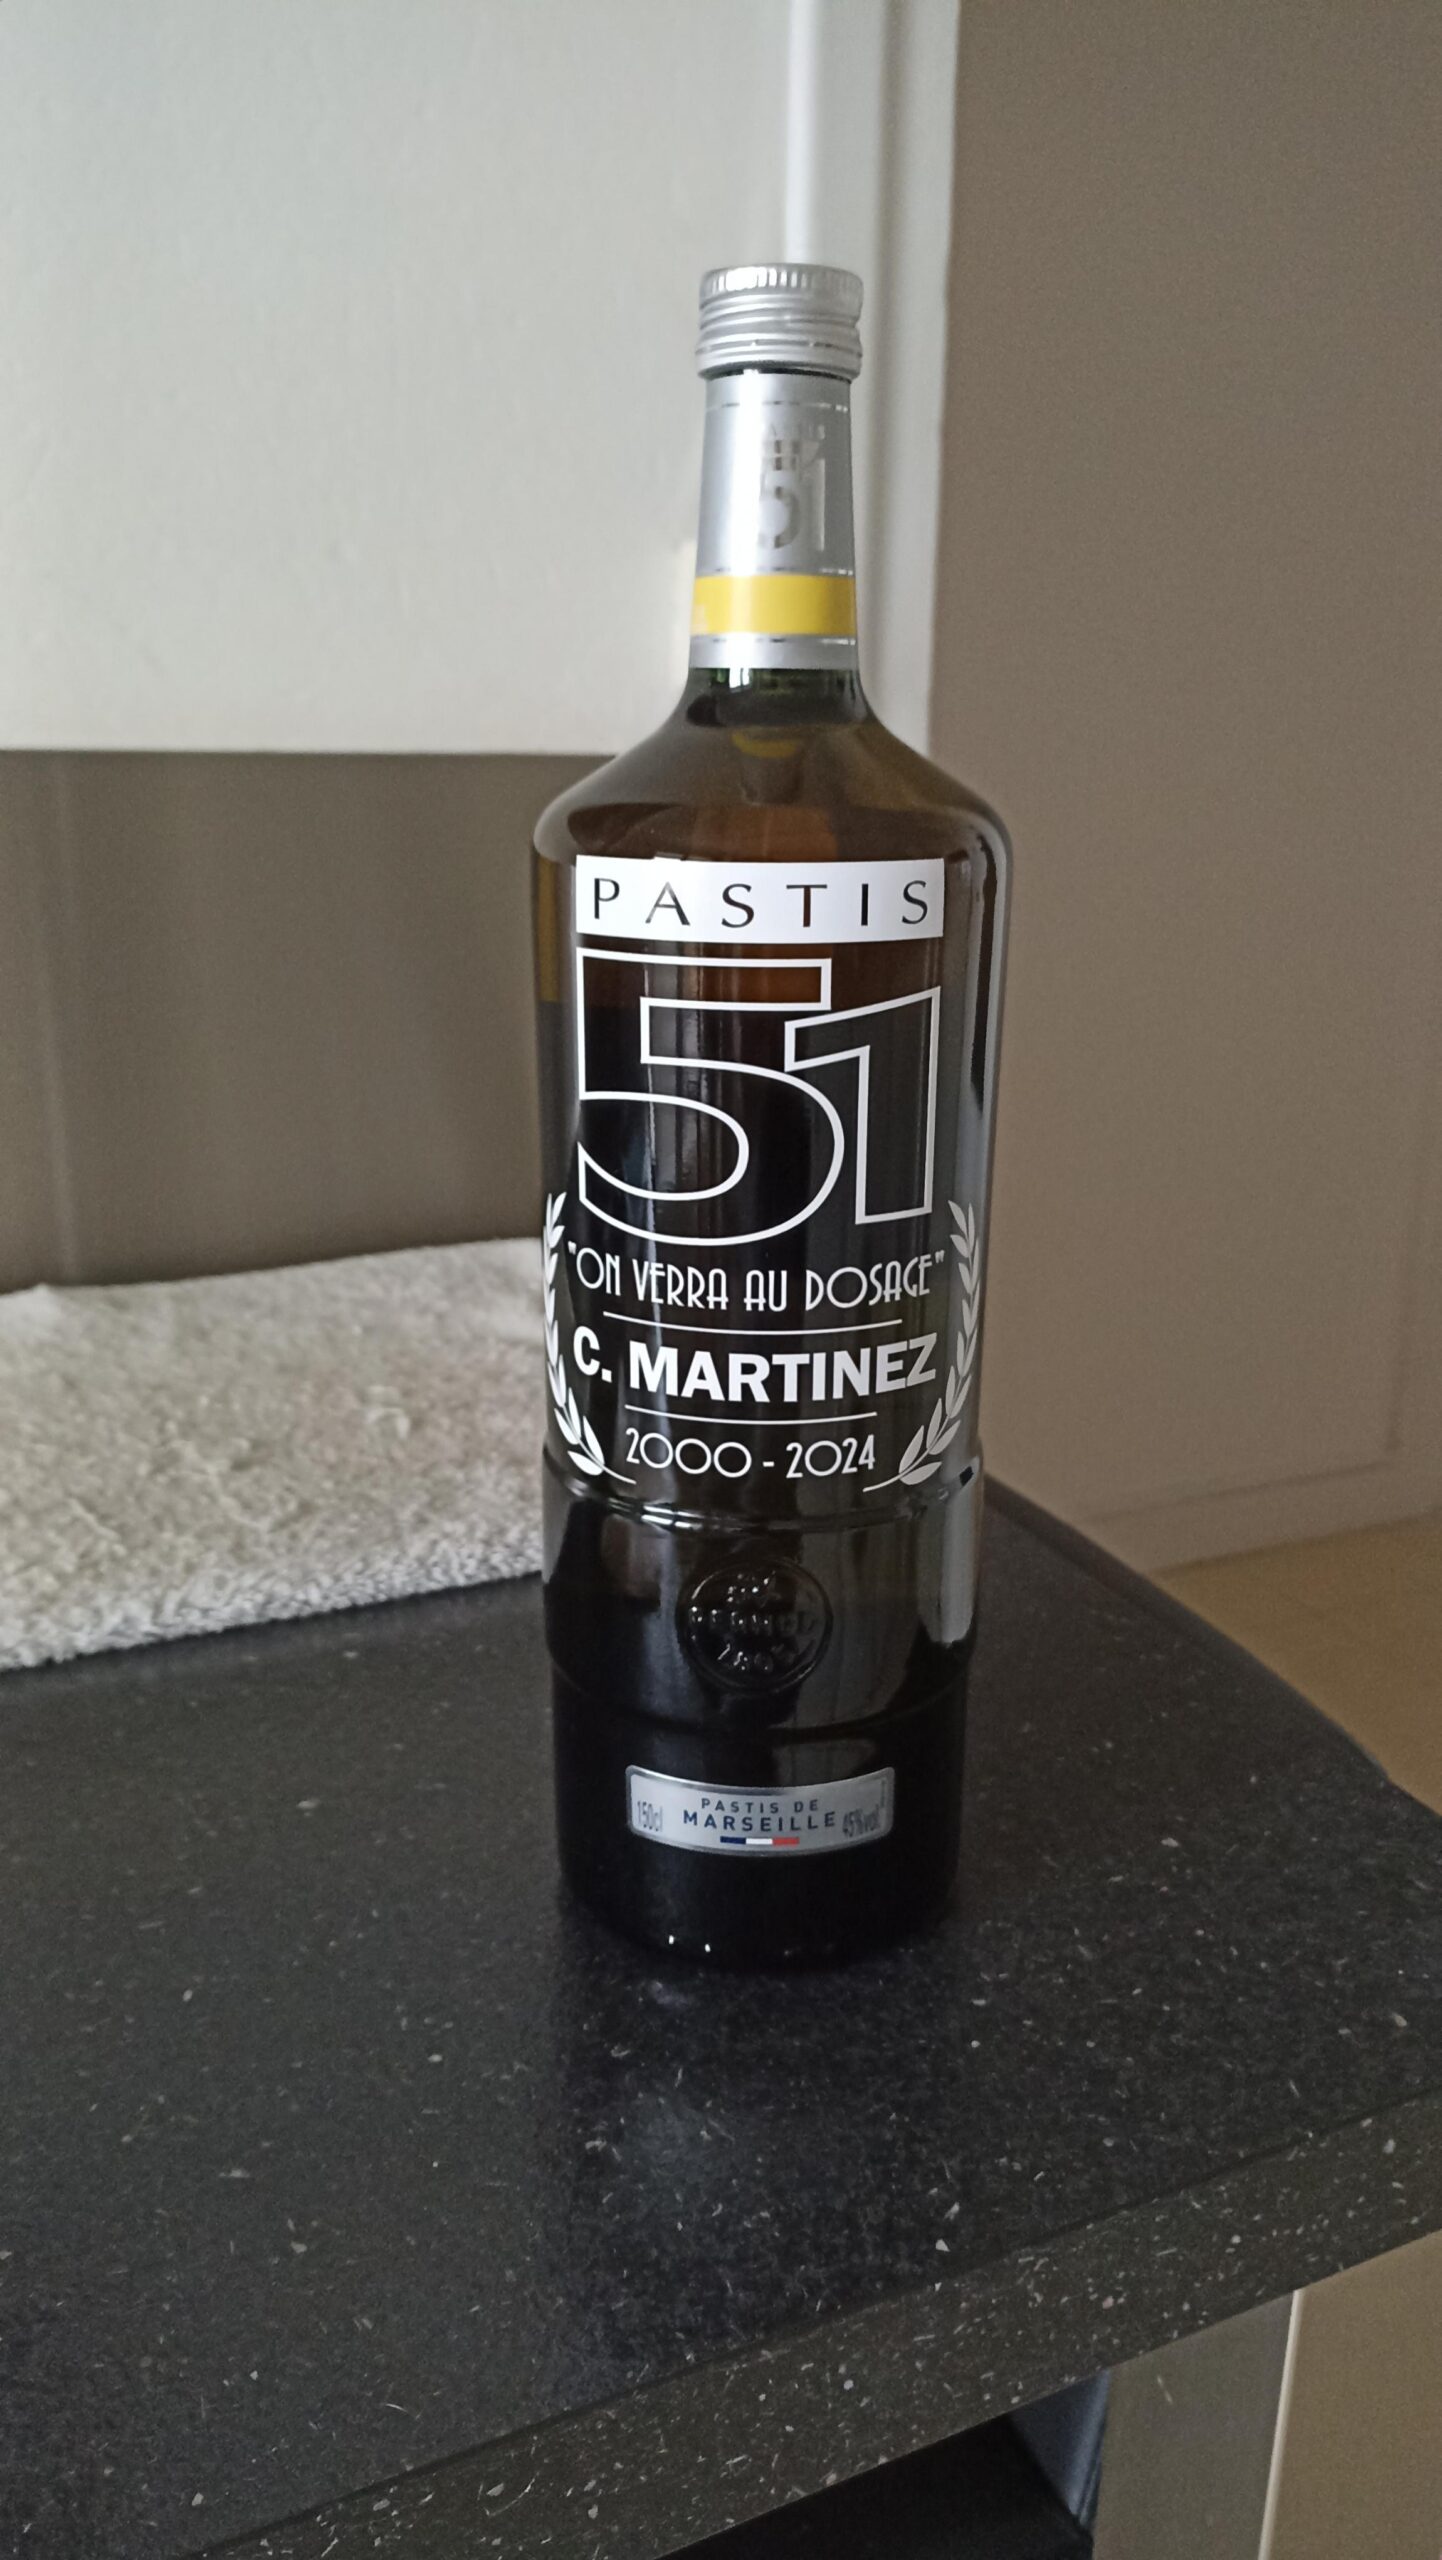 51
PASTIS
51
"ON VERRA AU DOSAGE"
C. MARTINEZ
2000 - 2024
150cl
PASTIS DE
MARSEILLE
45%vol.